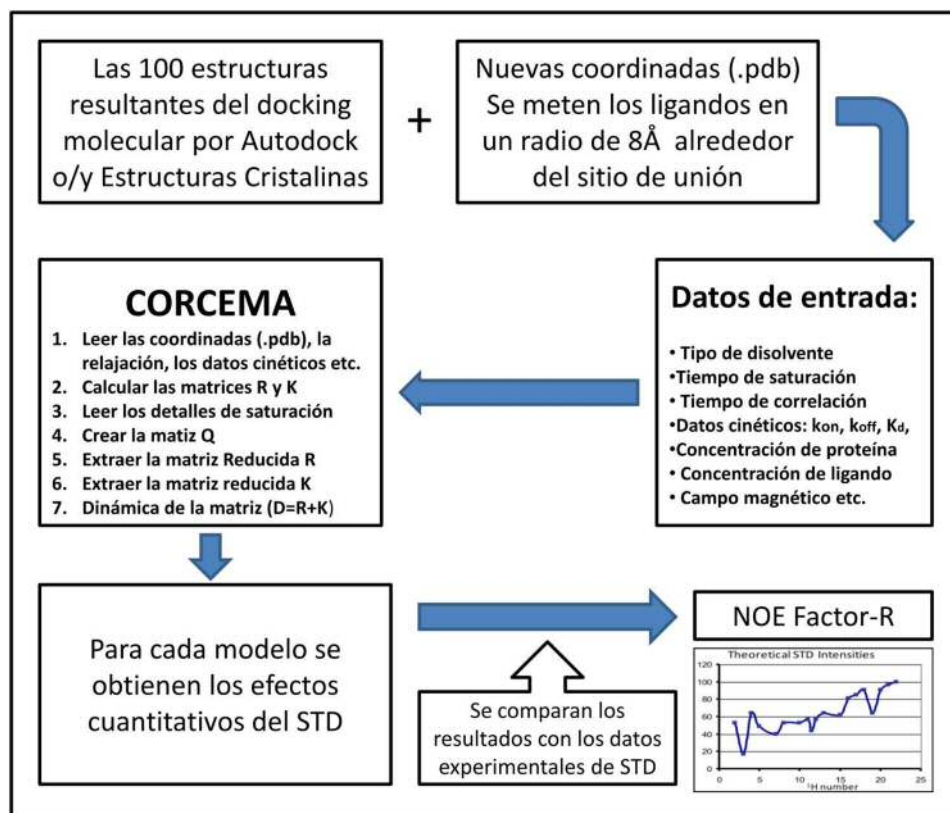 Las 100 estructuras
resultantes del docking
molecular por Autodock
o/y Estructuras Cristalinas
+
Nuevas coordinadas (.pdb)
Se meten los ligandos en
un radio de 8Å alrededor
del sitio de unión
Datos de entrada:
• Tipo de disolvente
•Tiempo de saturación
• Tiempo de correlación
•Datos cinéticos: kon, koff, Kd,
•Concentración de proteína
• Concentración de ligando
• Campo magnético etc.
CORCEMA
1. Leer las coordinadas (.pdb), la
relajación, los datos cinéticos etc.
2. Calcular las matrices R y K
3. Leer los detalles de saturación
4. Crear la matiz Q
5. Extraer la matriz Reducida R
6. Extraer la matriz reducida K
7. Dinámica de la matriz (D=R+K)
Para cada modelo se
obtienen los efectos
cuantitativos del STD
Se comparan los
resultados con los datos
experimentales de STD
NOE Factor-R
Theoretical STD Intensities
120
100
80
60
40
20
0
0 5 10 15 20 25
¹H number